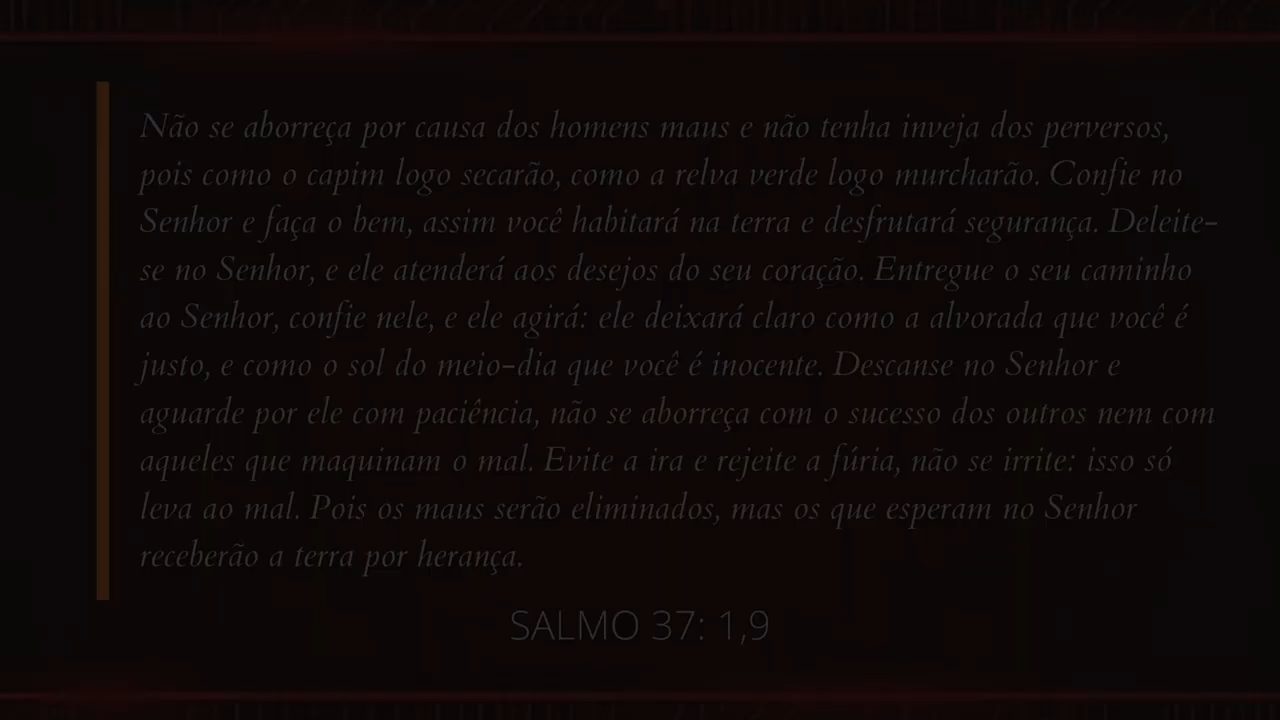 Não se aborreça por causa dos homens maus e não tenha inveja dos perversos,
pois como o capim logo secarão, como a relva verde logo murcharão. Confie no
Senhor e faça o bem, assim você habitará na terra e desfrutará segurança. Deleite-
se no Senhor, e ele atenderá aos desejos do seu coração. Entregue o seu caminho
ao Senhor, confie nele, e ele agirá: ele deixará claro como a alvorada que você é
justo, e como o sol do meio-dia que você é inocente. Descanse no Senhor e
aguarde por ele com paciência, não se aborreça com o sucesso dos outros nem com
aqueles que maquinam o mal. Evite a ira e rejeite a fúria, não se irrite: isso só
leva ao mal. Pois os maus serão eliminados, mas os que esperam no Senhor
receberão a terra por herança.
SALMO 37: 1,9